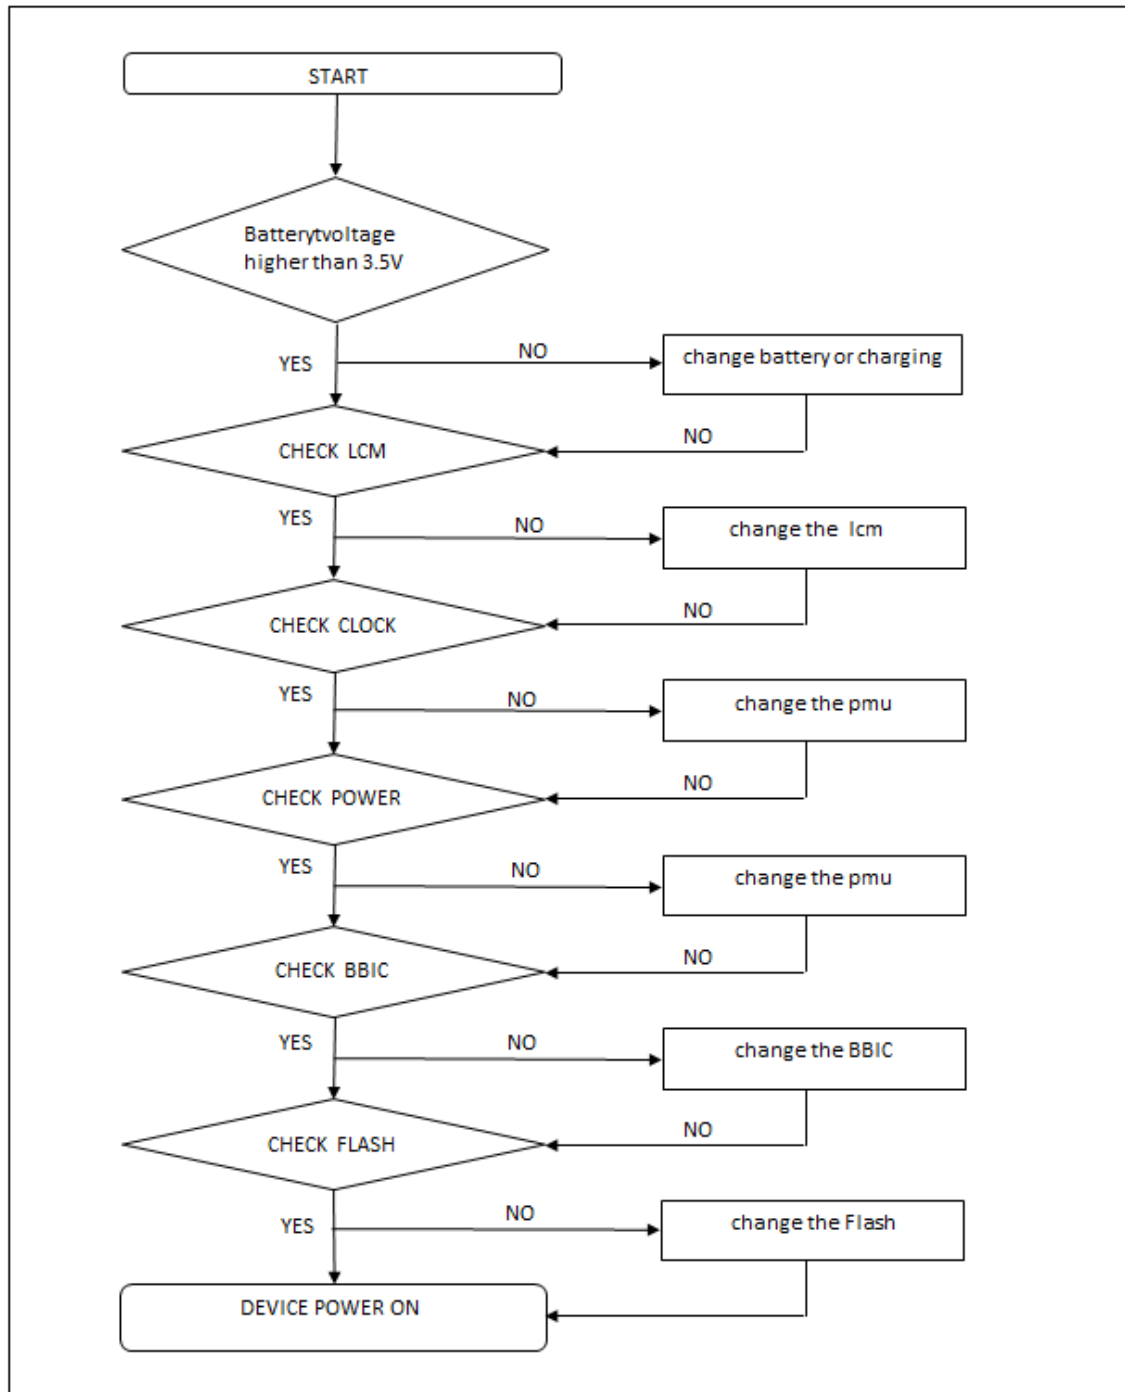 START
Batterytvoltage
higher than 3.5V
YES
NO
change battery or charging
NO
CHECK LCM
YES
NO
change the lcm
NO
CHECK CLOCK
YES
NO
change the pmu
NO
CHECK POWER
YES
NO
change the pmu
NO
CHECK BBIC
YES
NO
change the BBIC
NO
CHECK FLASH
YES
NO
change the Flash
DEVICE POWER ON